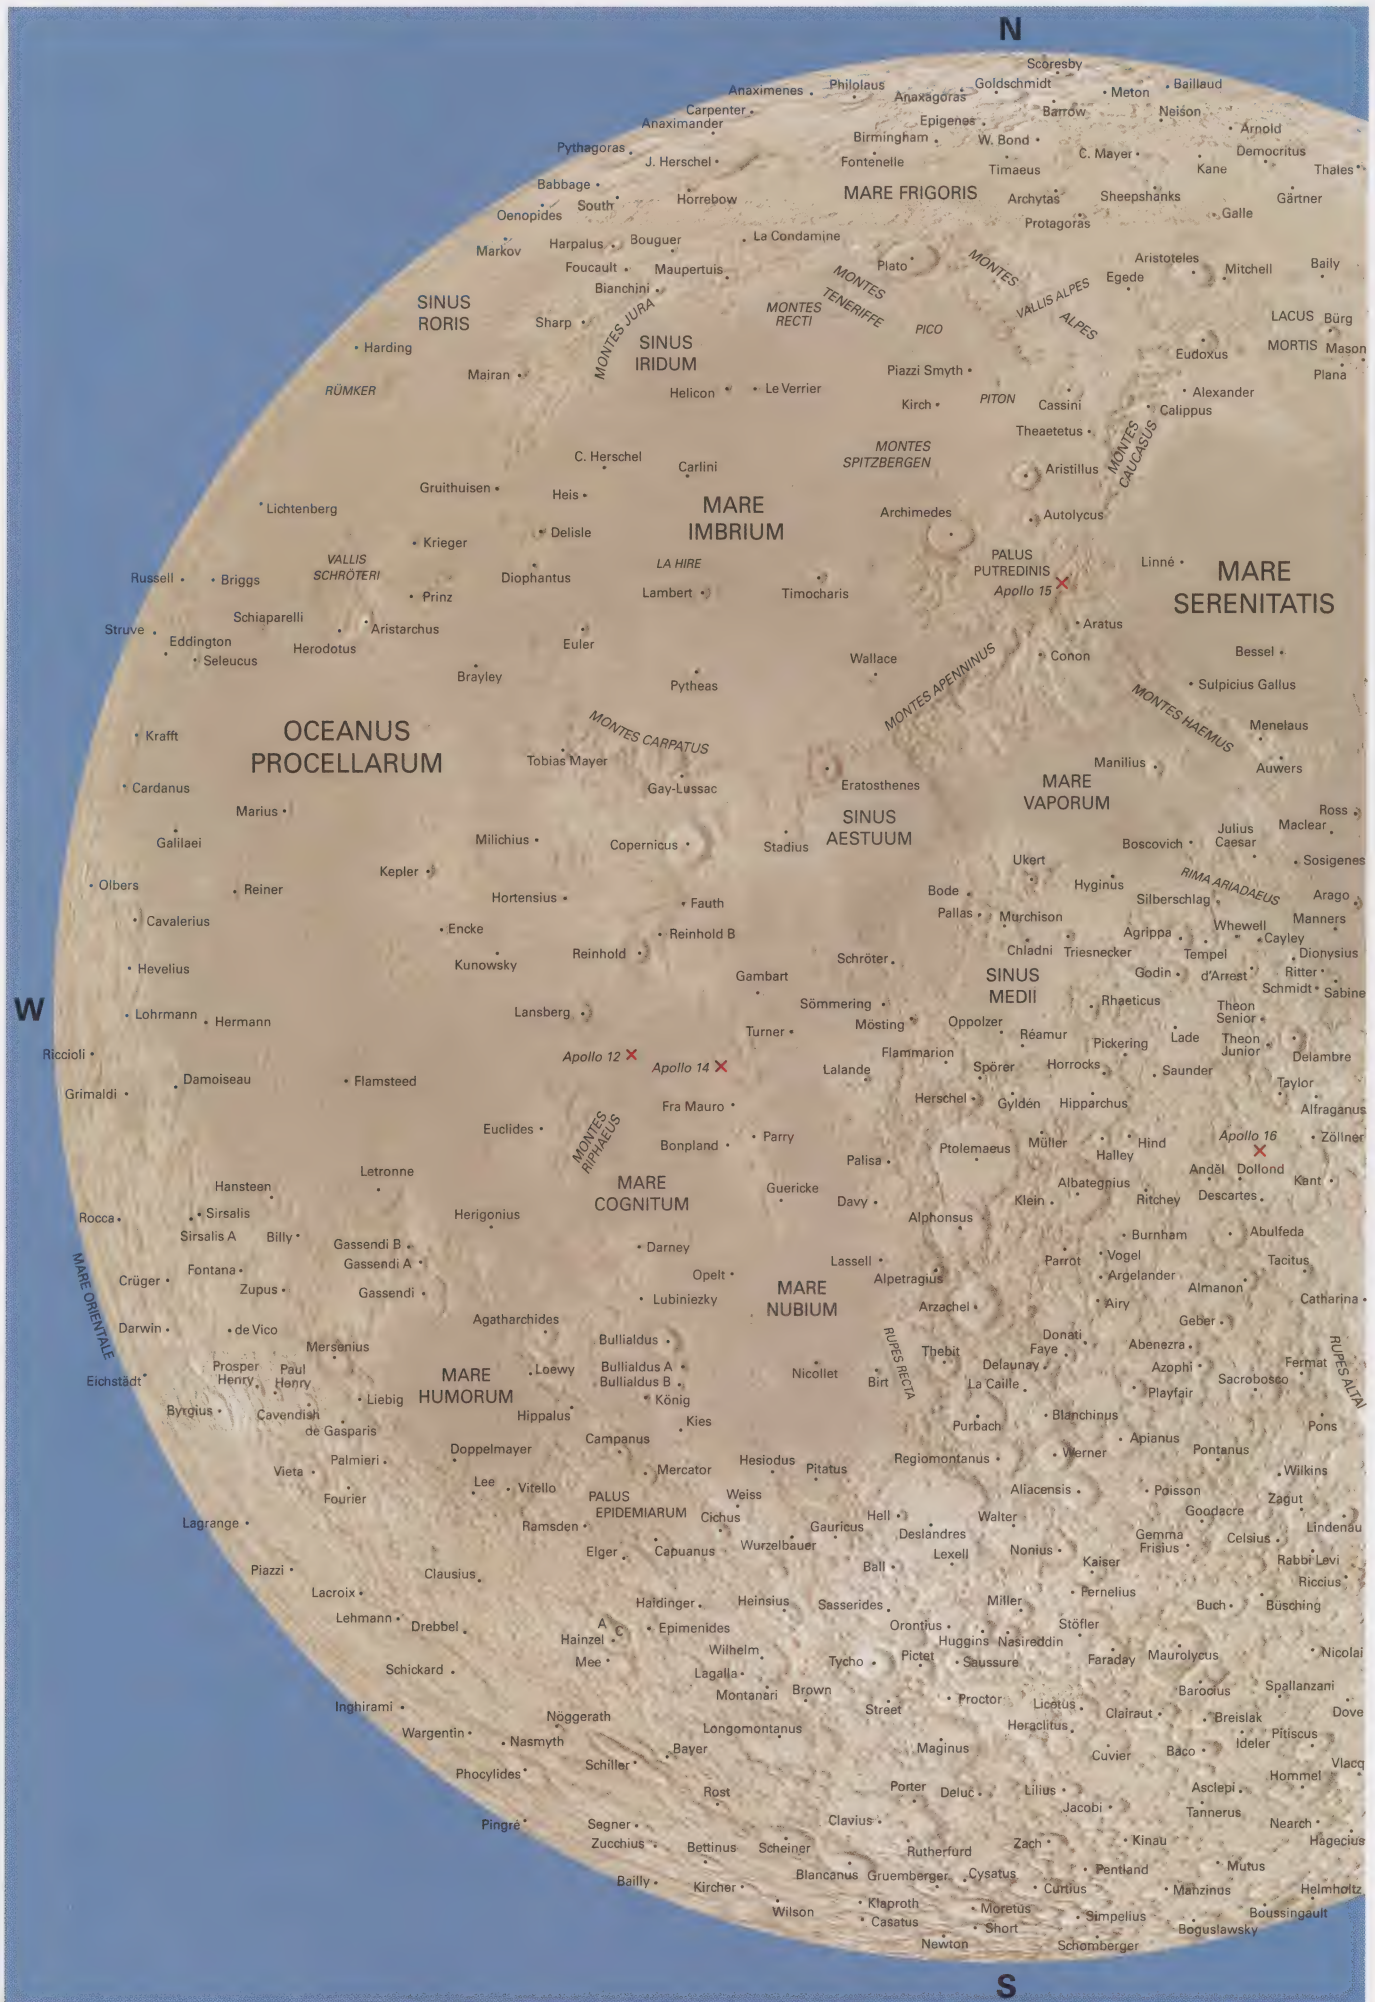 N
Scoresby
Anaximenes
Philolaus
Goldschmidt
Meton
Baillaud
Anaxagoras
Carpenter
Barrow
Neison
Anaximander
Epigenes
Arnold
Birmingham
W. Bond
Pythagoras
J. Herschel
Fontenelle
C. Mayer
Democritus
Timaeus
Kane
Thales
Babbage
South
Horrebow
MARE FRIGORIS
Archytas
Sheepshanks
Gärtner
Oenopides
Protagoras
Galle
Markov
Harpalus
Bouguer
La Condamine
Foucault
Maupertuis
Plato
MONTES
Aristoteles
Mitchell
Baily
Egede
Bianchini
MONTES
TENERIFFE
VALLIS ALPES
ALPES
SINUS
RORIS
MONTES
RECTI
Sharp
MONTES JURA
SINUS
IRIDUM
PICO
LACUS
MORTIS
Bürg
Mason
Harding
Eudoxus
Plana
RÜMKER
Mairan
Helicon
Le Verrier
Piazzi Smyth
Kirch
PITON
Cassini
Alexander
Calippus
Theaetetus
MONTES
CAUCASUS
MONTES
SPITZBERGEN
C. Herschel
Carlini
Aristillus
Gruithuisen
Heis
MARE
IMBRIUM
Archimedes
Autolycus
Lichtenberg
Krieger
Delisle
VALLIS
SCHRÖTERI
LA HIRE
PALUS
PUTREDINIS
Apollo 15
Linné
MARE
SERENITATIS
Russell
Briggs
Diophantus
Lambert
Timocharis
Prinz
Schiaparelli
Struve
Eddington
Aristarchus
Aratus
Seleucus
Herodotus
Euler
Conon
Bessel
Wallace
Brayley
Pytheas
Sulpicius Gallus
MONTES APENNINUS
MONTES HAEMUS
Krafft
OCEANUS
PROCELLARUM
MONTES CARPATUS
Menelaus
Tobias Mayer
Manilius
Auwers
Cardanus
Gay-Lussac
Eratosthenes
MARE
VAPORUM
Marius
Ross
Maclear
Galilaei
Milichius
Copernicus
Stadius
SINUS
AESTUUM
Boscovich
Julius
Caesar
Sosigenes
Kepler
Ukert
Olbers
Reiner
Hyginus
RIMA ARIADAEUS
Bode
Hortensius
Fauth
Silberschlag
Arago
Pallas
Murchison
Manners
Cavalerius
Encke
Reinhold B
Agrippa
Whewell
Cayley
Kunowsky
Reinhold
Chladni
Triesnecker
Tempel
Dionysius
Schröter
Hevelius
Gambart
SINUS
MEDII
Godin
d'Arrest
Ritter
Schmidt
Sabine
Sömmering
Rhaeticus
Theon
Senior
W
Lohrmann
Hermann
Lansberg
Mösting
Oppolzer
Turner
Réamur
Lade
Pickering
Theon
Junior
Delambre
Riccioli
Apollo 12
Apollo 14
Flammarion
Lalande
Spörer
Horrocks
Saunder
Damoiseau
Flamsteed
Grimaldi
Taylor
Herschel
Gyldén
Hipparchus
Fra Mauro
Alfraganus
Euclides
MONTES
RIPHAEUS
Parry
Bonpland
Ptolemaeus
Müller
Hind
Halley
Apollo 16
Zöllner
Palisa
Letronne
MARE
COGNITUM
Albategnius
Anděl
Dollond
Hansteen
Guericke
Davy
Klein
Ritchey
Descartes
Kant
Rocca
Sirsalis
Herigonius
Alphonsus
Sirsalis A
Billy
Gassendi B
Darney
Burnham
Abulfeda
Gassendi A
Lassell
Parrot
Vogel
Tacitus
Fontana
Opelt
Alpetragius
Argelander
Crüger
Zupus
Gassendi
Lubiniezky
MARE
NUBIUM
Almanon
Arzachel
Airy
Catharina
MARE ORIENTALE
Agatharchides
Geber
Darwin
de Vico
Mersenius
Bullialdus
RUPES RECTA
Donati
Faye
Abenezra
Thebit
Prosper
Henry
Paul
Henry
Loewy
Bullialdus A
Bullialdus B
Delaunay
Azophi
Fermat
RUPES ALTAI
Eichstädt
MARE
HUMORUM
Nicollet
Birt
La Caille
Playfair
Sacrobosco
Liebig
König
Byrgius
Cavendish
Hippalus
Kies
Purbach
Blanchinus
Pons
de Gasparis
Campanus
Apianus
Palmieri
Doppelmayer
Hesiodus
Regiomontanus
Werner
Pontanus
Vieta
Mercator
Pitatus
Wilkins
Lee
Vitello
Weiss
Aliacensis
Poisson
Fourier
PALUS
EPIDEMIARUM
Zagut
Cichus
Hell
Walter
Goodacre
Lagrange
Ramsden
Gauricus
Deslandres
Lindenau
Gemma
Frisius
Celsius
Elger
Capuanus
Wurzelbauer
Lexell
Nonius
Kaiser
Rabbi Levi
Piazzi
Clausius
Ball
Riccius
Lacroix
Haidinger
Heinsius
Sasserides
Miller
Fernelius
Buch
Büsching
Lehmann
Drebbel
A
C
Hainzel
Epimenides
Orontius
Stöfler
Huggins
Nasireddin
Wilhelm
Mee
Tycho
Pictet
Saussure
Faraday
Maurolycus
Nicolai
Schickard
Lagalla
Montanari
Brown
Barocius
Spallanzani
Inghirami
Street
Proctor
Licetus
Clairaut
Breislak
Dove
Nöggerath
Wargentin
Nasmyth
Longomontanus
Heraclitus
Ideler
Pitiscus
Bayer
Maginus
Cuvier
Baco
Schiller
Vlacq
Phocylides
Hommel
Rost
Porter
Deluc
Lilius
Asclepi
Jacobi
Tannerus
Pingré
Segner
Clavius
Nearch
Zucchius
Bettinus
Scheiner
Rutherfurd
Zach
Kinau
Hagecius
Blancanus
Gruemberger
Cysatus
Pentland
Mutus
Bailly
Kircher
Curtius
Manzinus
Helmholtz
Klaproth
Moretus
Wilson
Casatus
Short
Simpelius
Boussingault
Boguslawsky
Newton
Schomberger
S